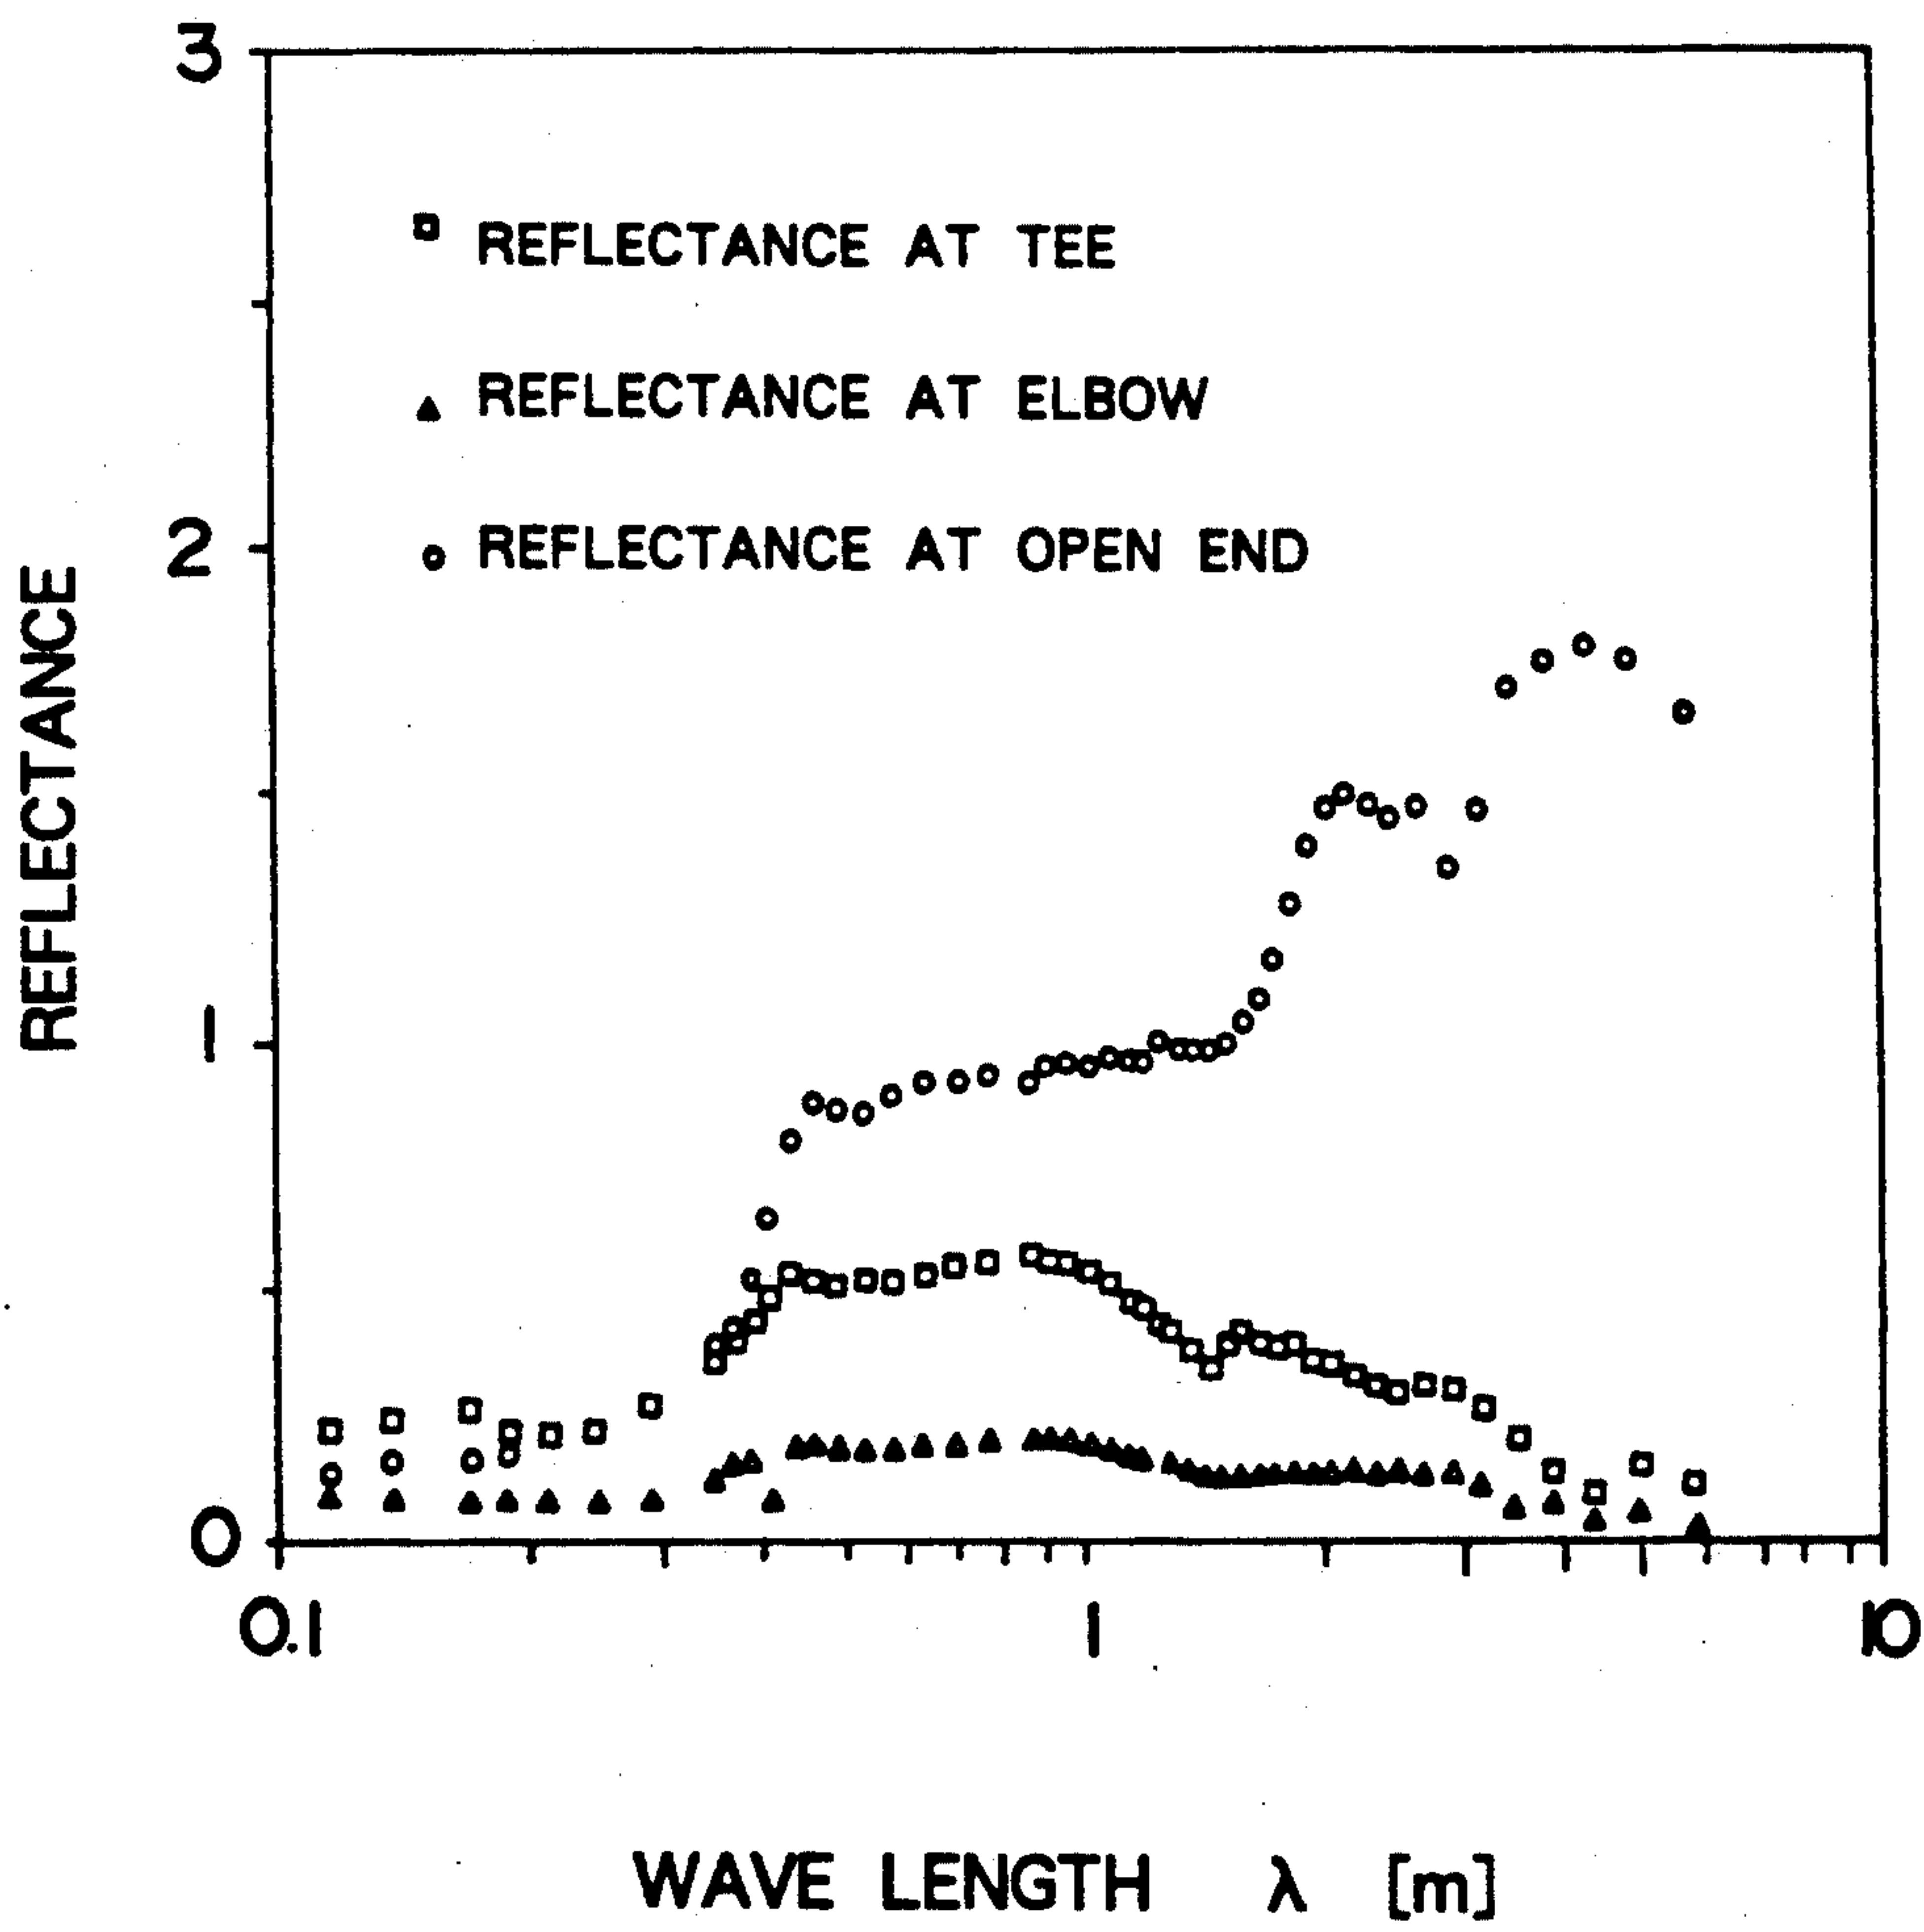 3
REFLECTANCE AT TEE
REFLECTANCE AT ELBOW
2
REFLECTANCE AT OPEN END
REFLECTANCE
1
0
0.1
1
10
WAVE LENGTH λ [m]